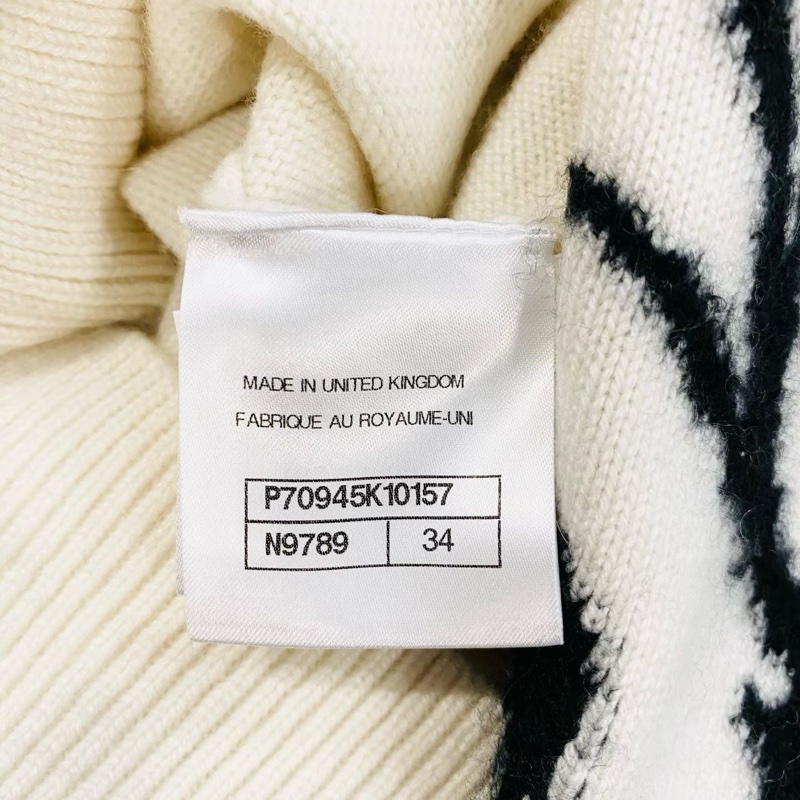 MADE IN UNITED KINGDOM
FABRIQUE AU ROYAUME-UNI
P70945K10157
N9789 34